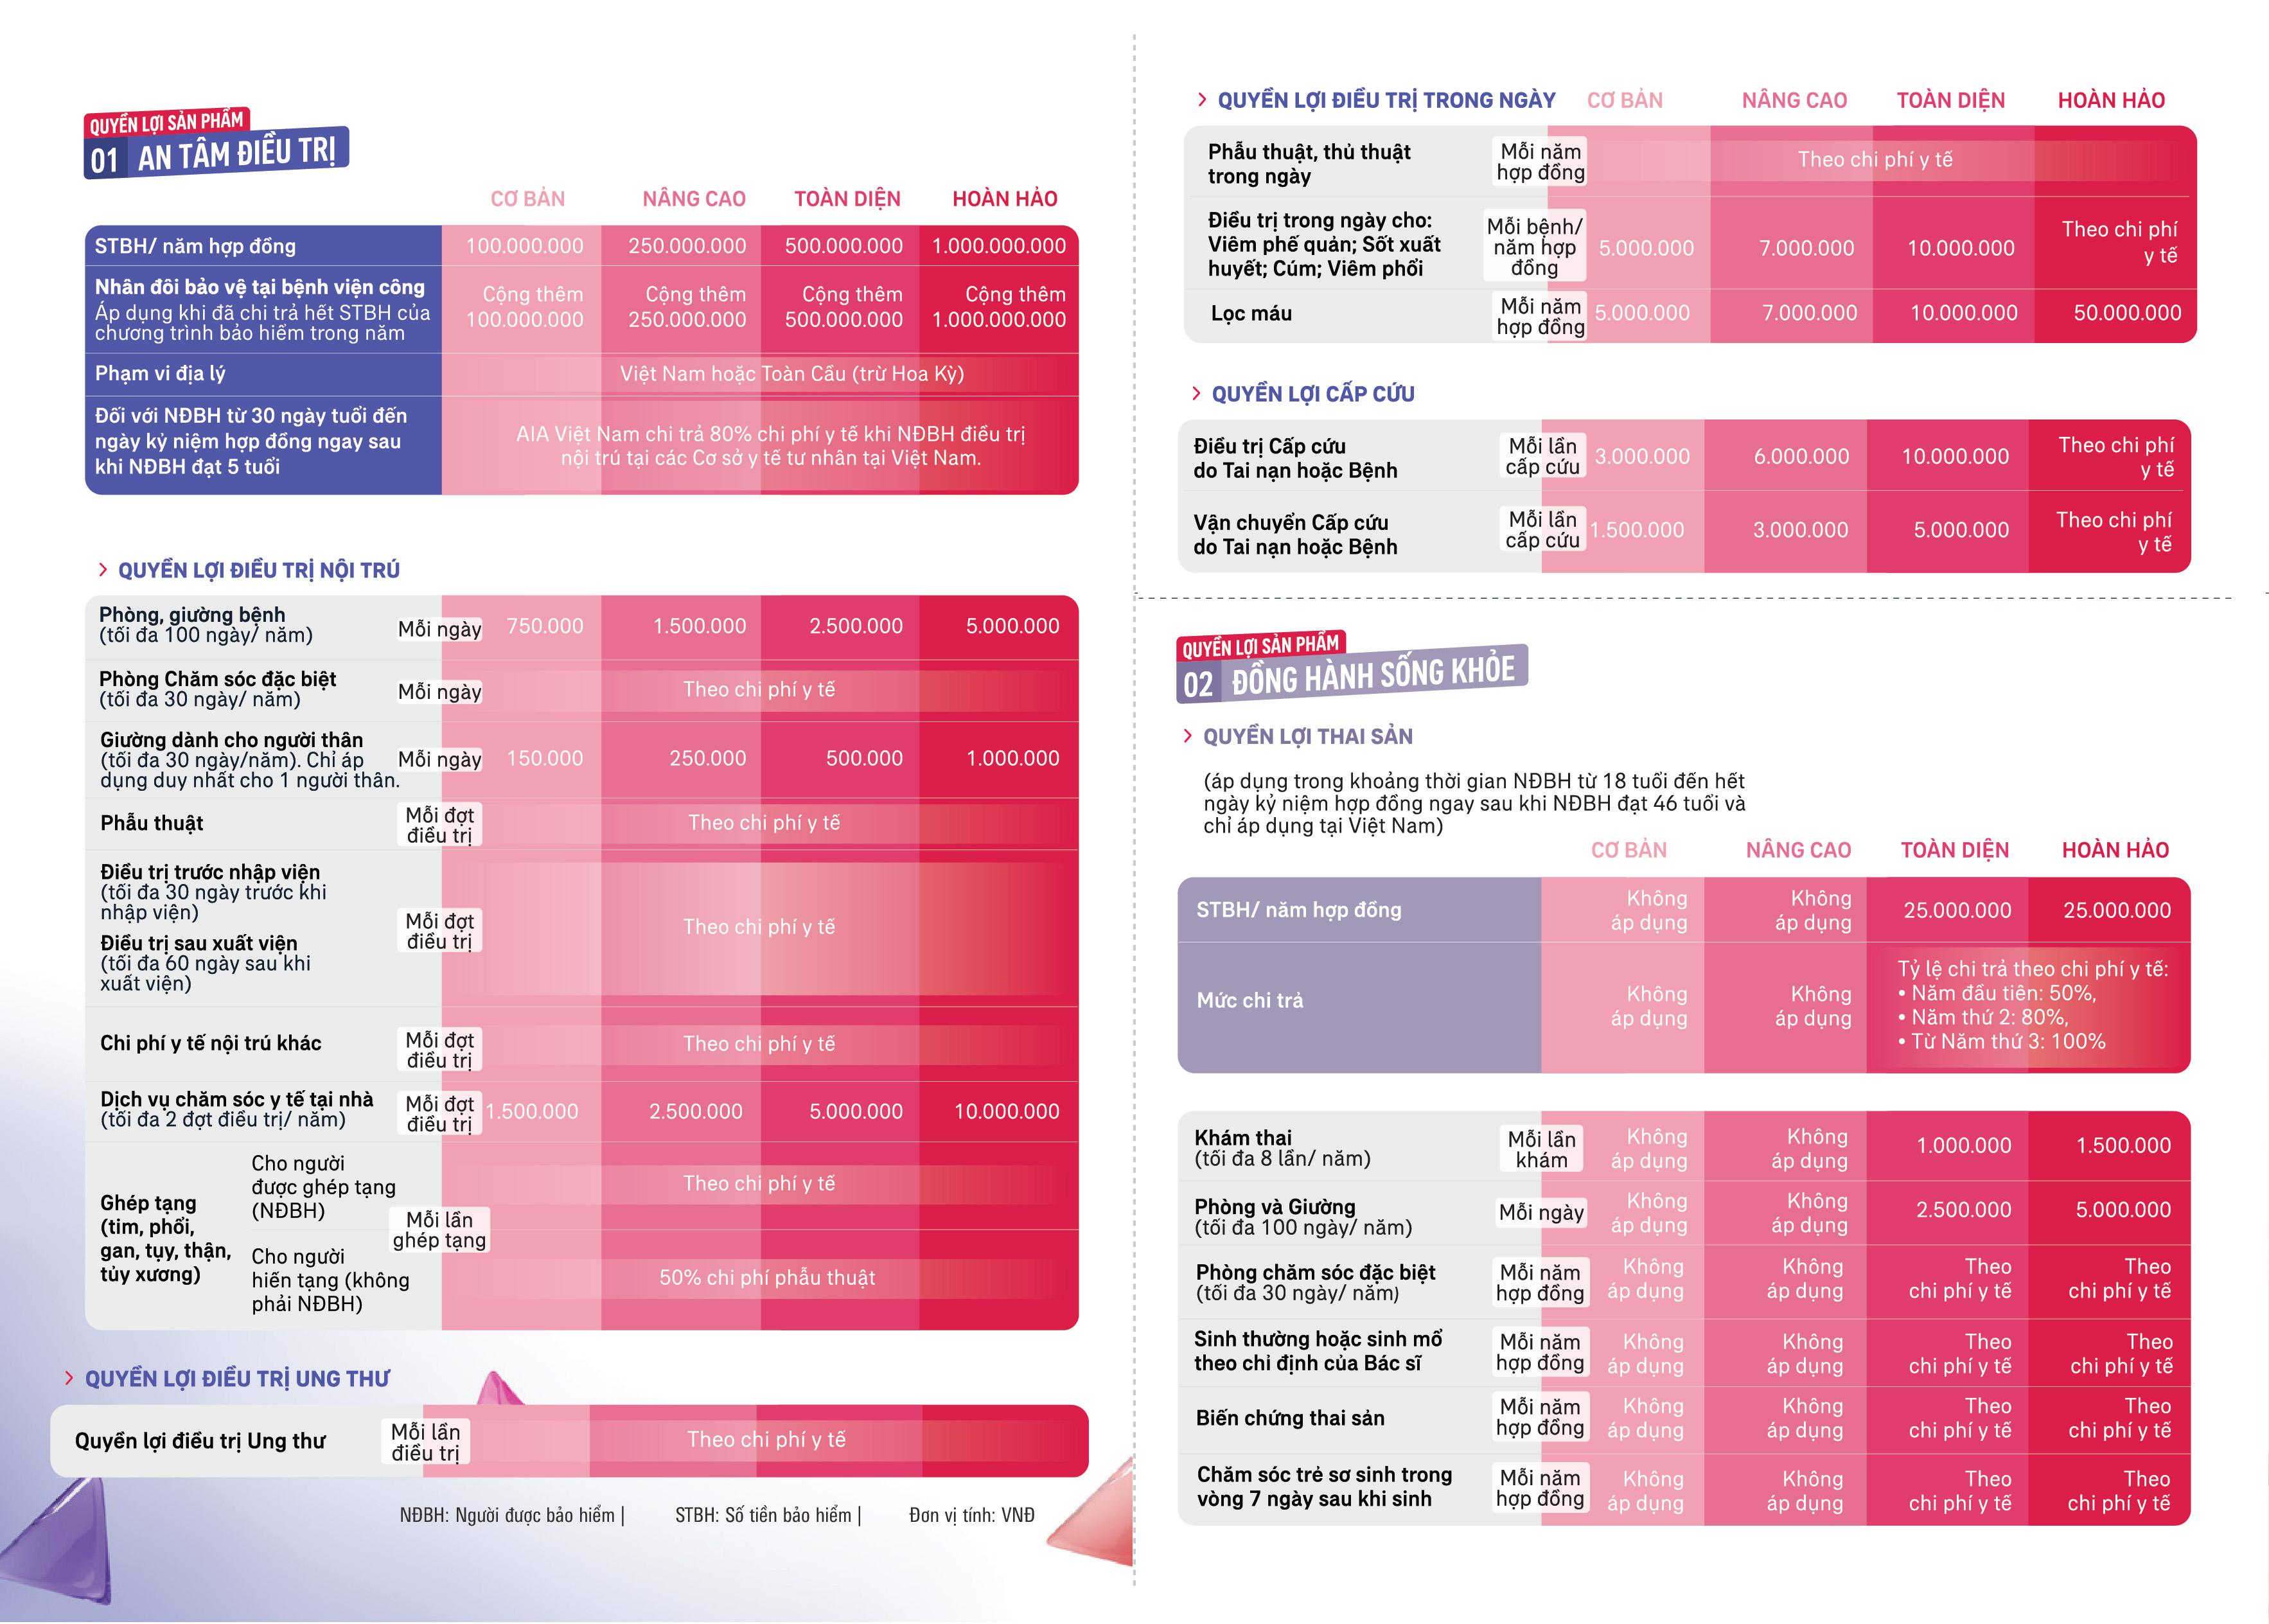 QUYỀN LỢI SẢN PHẨM
01 AN TÂM ĐIỀU TRỊ
CƠ BẢN NÂNG CAO TOÀN DIỆN HOÀN HẢO
STBH/ năm hợp đồng 100.000.000 250.000.000 500.000.000 1.000.000.000
Nhân đôi bảo vệ tại bệnh viện công
Áp dụng khi đã chi trả hết STBH của
chương trình bảo hiểm trong năm
Cộng thêm Cộng thêm Cộng thêm Cộng thêm
100.000.000 250.000.000 500.000.000 1.000.000.000
Phạm vi địa lý Việt Nam hoặc Toàn Cầu (trừ Hoa Kỳ)
Đối với NĐBH từ 30 ngày tuổi đến
ngày kỷ niệm hợp đồng ngay sau
khi NĐBH đạt 5 tuổi
AIA Việt Nam chi trả 80% chi phí y tế khi NĐBH điều trị
nội trú tại các Cơ sở y tế tư nhân tại Việt Nam.
QUYỀN LỢI ĐIỀU TRỊ NỘI TRÚ
Phòng, giường bệnh
(tối đa 100 ngày/ năm)
Mỗi ngày 750.000 1.500.000 2.500.000 5.000.000
Phòng Chăm sóc đặc biệt
(tối đa 30 ngày/ năm)
Mỗi ngày Theo chi phí y tế
Giường dành cho người thân
(tối đa 30 ngày/năm). Chỉ áp
dụng duy nhất cho 1 người thân.
Mỗi ngày 150.000 250.000 500.000 1.000.000
Phẫu thuật
Mỗi đợt
điều trị
Theo chi phí y tế
Điều trị trước nhập viện
(tối đa 30 ngày trước khi
nhập viện)
Điều trị sau xuất viện
(tối đa 60 ngày sau khi
xuất viện)
Mỗi đợt
điều trị
Theo chi phí y tế
Chi phí y tế nội trú khác
Mỗi đợt
điều trị
Theo chi phí y tế
Dịch vụ chăm sóc y tế tại nhà
(tối đa 2 đợt điều trị/ năm)
Mỗi đợt
điều trị
1.500.000 2.500.000 5.000.000 10.000.000
Ghép tạng
(tim, phổi,
gan, tụy, thận,
tủy xương)
Cho người
được ghép tạng
(NĐBH)
Mỗi lần
ghép tạng
Theo chi phí y tế
Cho người
hiến tạng (không
phải NĐBH)
50% chi phí phẫu thuật
QUYỀN LỢI ĐIỀU TRỊ UNG THƯ
Quyền lợi điều trị Ung thư
Mỗi lần
điều trị
Theo chi phí y tế
NĐBH: Người được bảo hiểm | STBH: Số tiền bảo hiểm | Đơn vị tính: VNĐ
QUYỀN LỢI ĐIỀU TRỊ TRONG NGÀY CƠ BẢN NÂNG CAO TOÀN DIỆN HOÀN HẢO
Phẫu thuật, thủ thuật
trong ngày
Mỗi năm
hợp đồng
Theo chi phí y tế
Điều trị trong ngày cho:
Viêm phế quản; Sốt xuất
huyết; Cúm; Viêm phổi
Mỗi bệnh/
năm hợp
đồng
5.000.000 7.000.000 10.000.000
Theo chi phí
y tế
Lọc máu
Mỗi năm
hợp đồng
5.000.000 7.000.000 10.000.000 50.000.000
QUYỀN LỢI CẤP CỨU
Điều trị Cấp cứu
do Tai nạn hoặc Bệnh
Mỗi lần
cấp cứu
3.000.000 6.000.000 10.000.000
Theo chi phí
y tế
Vận chuyển Cấp cứu
do Tai nạn hoặc Bệnh
Mỗi lần
cấp cứu
1.500.000 3.000.000 5.000.000
Theo chi phí
y tế
QUYỀN LỢI SẢN PHẨM
02 ĐỒNG HÀNH SỐNG KHỎE
QUYỀN LỢI THAI SẢN
(áp dụng trong khoảng thời gian NĐBH từ 18 tuổi đến hết
ngày kỷ niệm hợp đồng ngay sau khi NĐBH đạt 46 tuổi và
chỉ áp dụng tại Việt Nam)
CƠ BẢN NÂNG CAO TOÀN DIỆN HOÀN HẢO
STBH/ năm hợp đồng
Không Không
áp dụng áp dụng
25.000.000 25.000.000
Mức chi trả
Không Không
áp dụng áp dụng
Tỷ lệ chi trả theo chi phí y tế:
• Năm đầu tiên: 50%,
• Năm thứ 2: 80%,
• Từ Năm thứ 3: 100%
Khám thai
(tối đa 8 lần/ năm)
Mỗi lần
khám
Không Không
áp dụng áp dụng
1.000.000 1.500.000
Phòng và Giường
(tối đa 100 ngày/ năm)
Mỗi ngày
Không Không
áp dụng áp dụng
2.500.000 5.000.000
Phòng chăm sóc đặc biệt
(tối đa 30 ngày/ năm)
Mỗi năm
hợp đồng
Không Không Theo Theo
áp dụng áp dụng chi phí y tế chi phí y tế
Sinh thường hoặc sinh mổ
theo chỉ định của Bác sĩ
Mỗi năm
hợp đồng
Không Không Theo Theo
áp dụng áp dụng chi phí y tế chi phí y tế
Biến chứng thai sản
Mỗi năm
hợp đồng
Không Không Theo Theo
áp dụng áp dụng chi phí y tế chi phí y tế
Chăm sóc trẻ sơ sinh trong
vòng 7 ngày sau khi sinh
Mỗi năm
hợp đồng
Không Không Theo Theo
áp dụng áp dụng chi phí y tế chi phí y tế